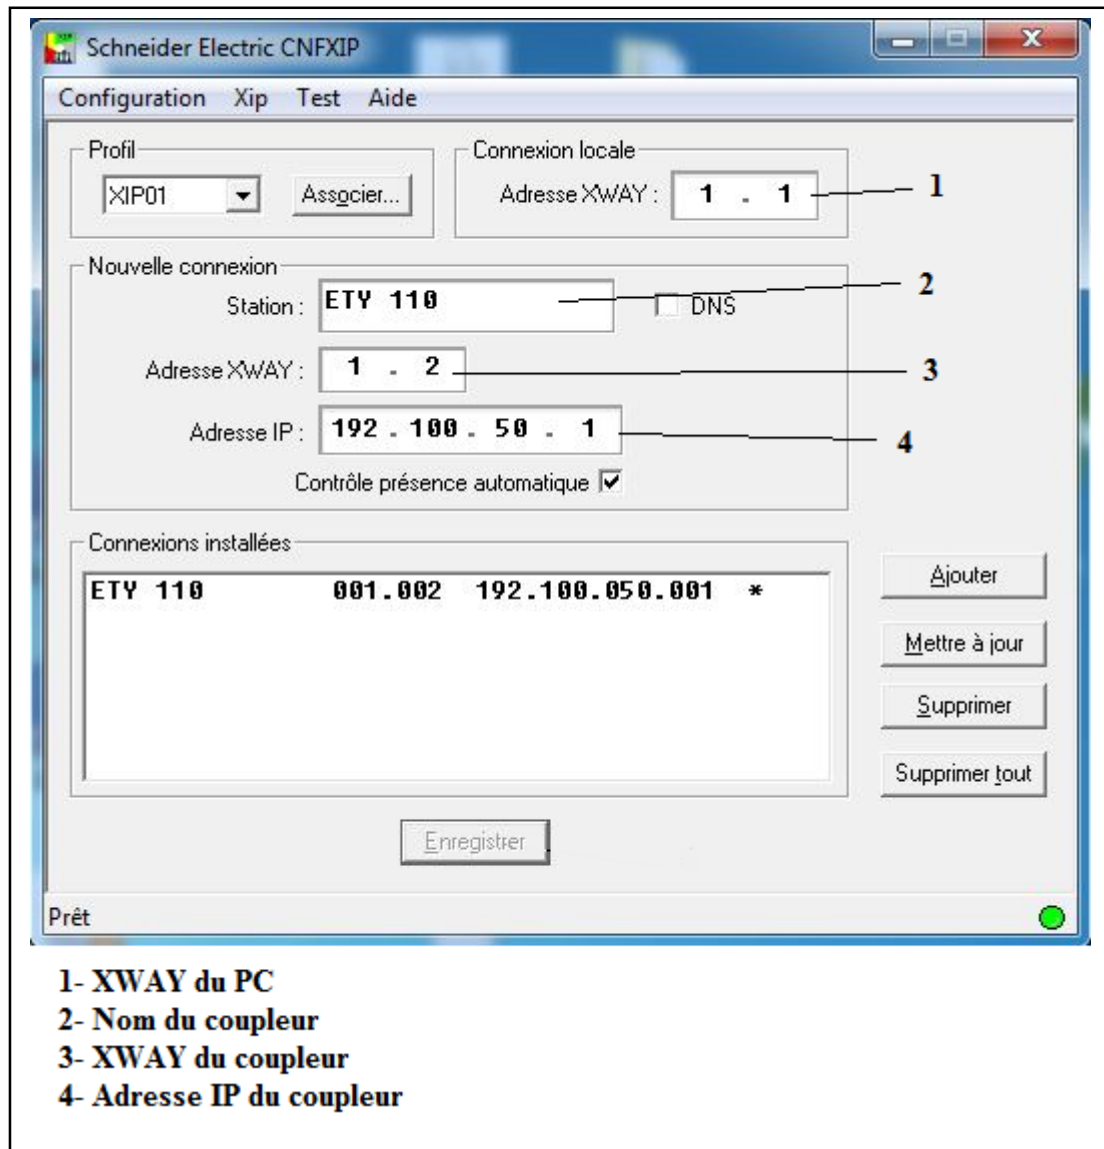 Schneider Electric CNFXIP
Configuration Xip Test Aide
Profil
XIP01
Associer...
Connexion locale
Adresse XWAY : 1 . 1
1
Nouvelle connexion
Station : ETY 110
DNS
2
Adresse XWAY : 1 . 2
3
Adresse IP : 192 . 100 . 50 . 1
4
Contrôle présence automatique
Connexions installées
ETY 110 001.002 192.100.050.001 *
Ajouter
Mettre à jour
Supprimer
Supprimer tout
Enregistrer
Prêt
1- XWAY du PC
2- Nom du coupleur
3- XWAY du coupleur
4- Adresse IP du coupleur